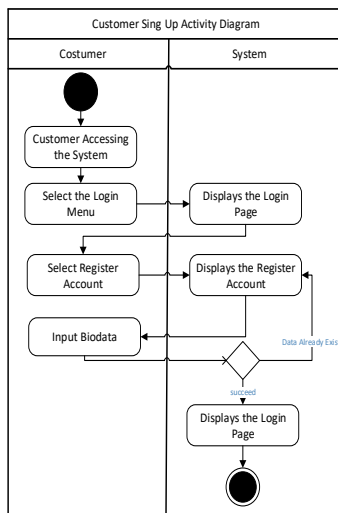 Customer Sing Up Activity Diagram
Costumer
System
Customer Accessing
the System
Select the Login
Menu
Displays the Login
Page
Select Register
Account
Displays the Register
Account
Input Biodata
Data Already Exis
succeed
Displays the Login
Page